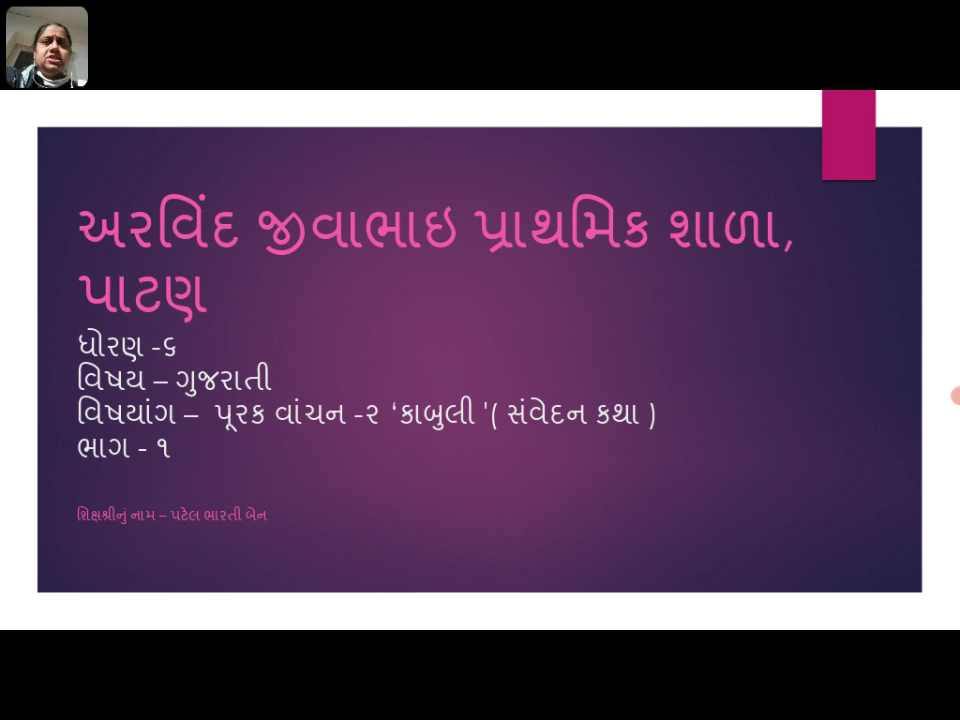 અરવિંદ જીવાભાઇ પ્રાથમિક શાળા,
પાટણ
ધોરણ -૬
વિષય – ગુજરાતી
વિષયાંગ – પૂરક વાંચન -૨ ‘કાબુલી '( સંવેદન કથા )
ભાગ - ૧
શિક્ષશ્રીનું નામ – પટેલ ભારતી બેન